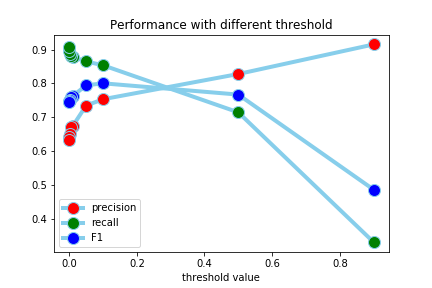 Performance with different threshold
0.9
0.8
0.7
0.6
0.5
0.4
precision
recall
F1
0.0 0.2 0.4 0.6 0.8
threshold value